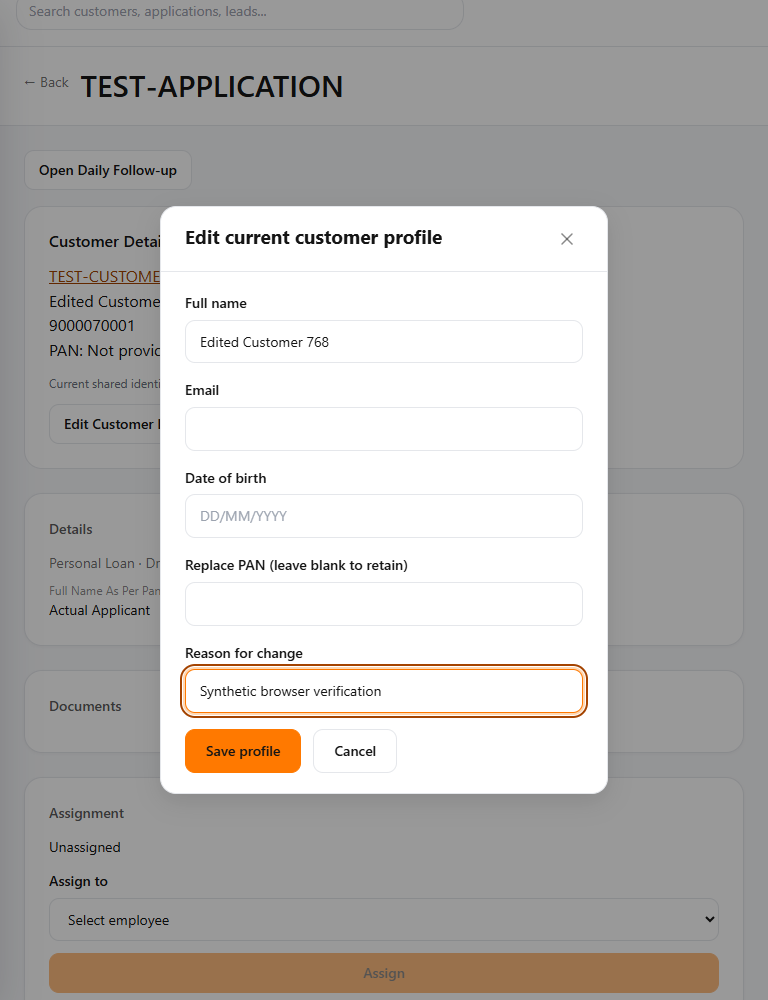 Search customers, applications, leads...
← Back TEST-APPLICATION
Open Daily Follow-up
Customer Detai
TEST-CUSTOME
Edited Custome
9000070001
PAN: Not provid
Current shared identi
Edit Customer
Edit current customer profile
Full name
Edited Customer 768
Email
Date of birth
DD/MM/YYYY
Replace PAN (leave blank to retain)
Reason for change
Synthetic browser verification
Save profile
Cancel
Details
Personal Loan · Dr
Full Name As Per Pan
Actual Applicant
Documents
Assignment
Unassigned
Assign to
Select employee
Assign